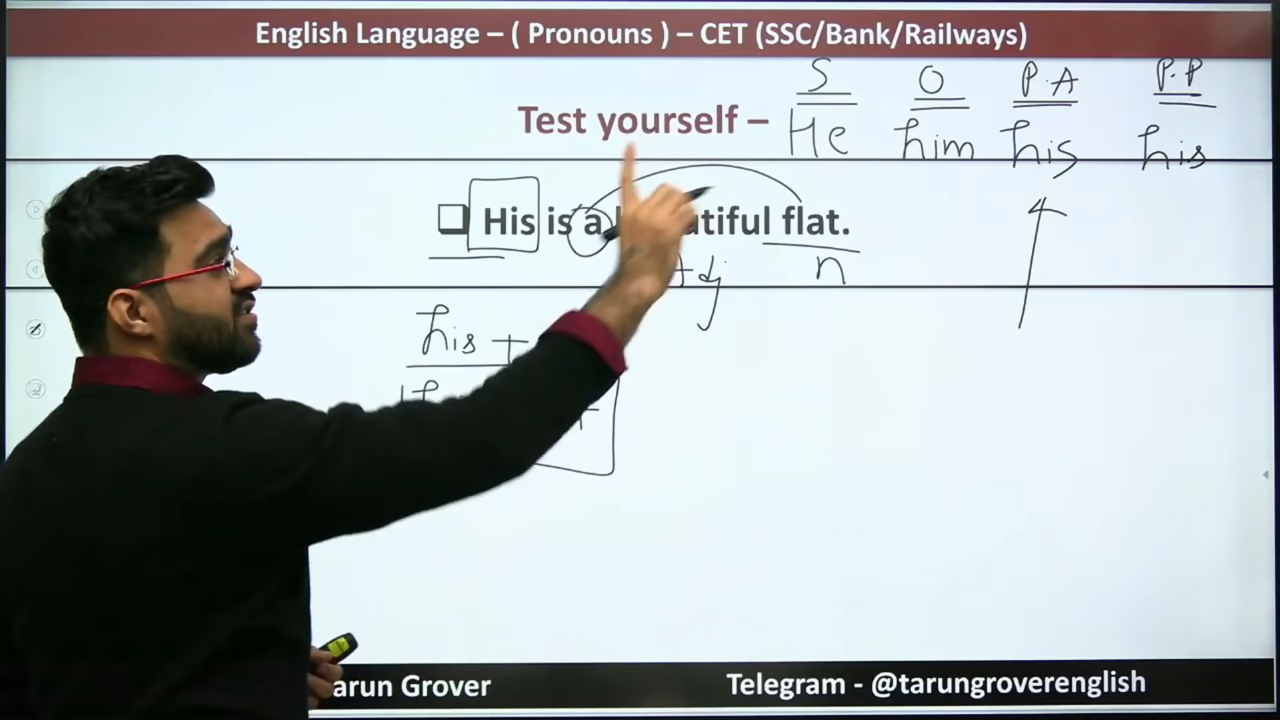 English Language – ( Pronouns ) – CET (SSC/Bank/Railways)
S O P.A P.P
Test yourself –
He him his his
His is a flat.
n
his +
arun Grover
Telegram - @tarungroverenglish